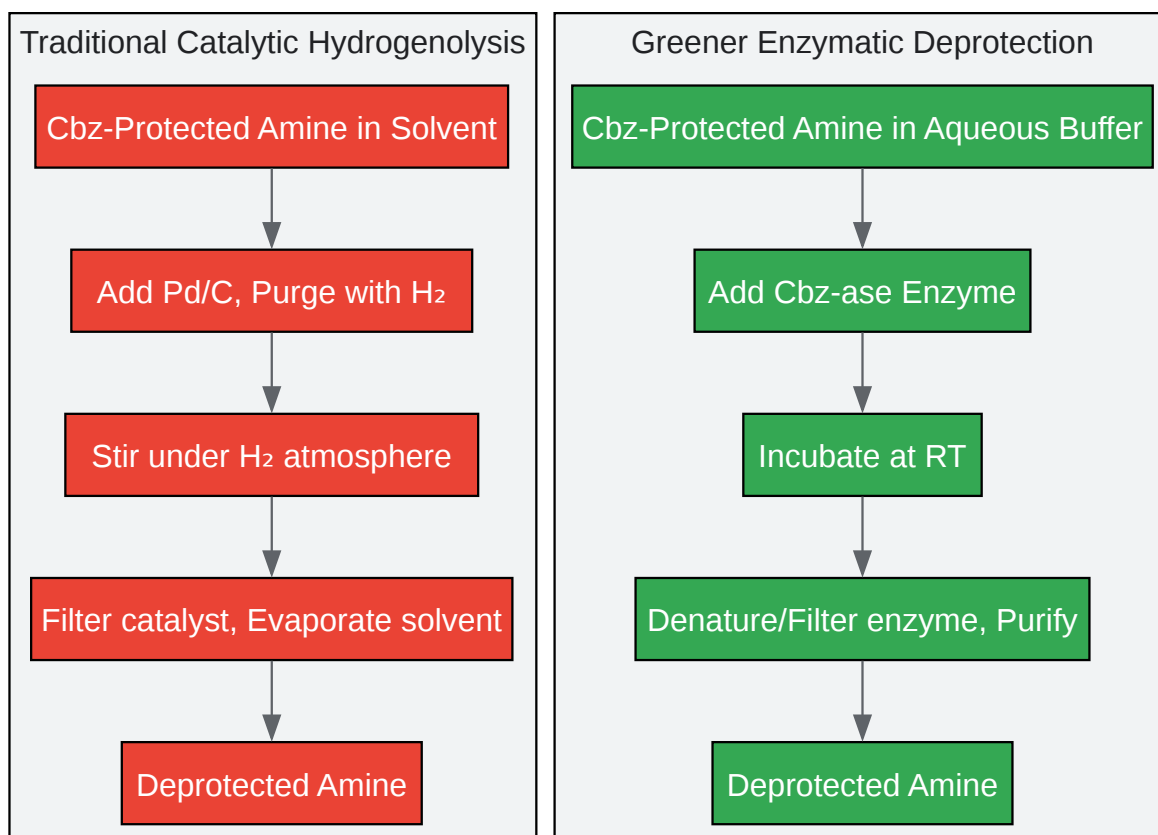 Traditional Catalytic Hydrogenolysis
Cbz-Protected Amine in Solvent
Add Pd/C, Purge with H₂
Stir under H₂ atmosphere
Filter catalyst, Evaporate solvent
Deprotected Amine
Greener Enzymatic Deprotection
Cbz-Protected Amine in Aqueous Buffer
Add Cbz-ase Enzyme
Incubate at RT
Denature/Filter enzyme, Purify
Deprotected Amine